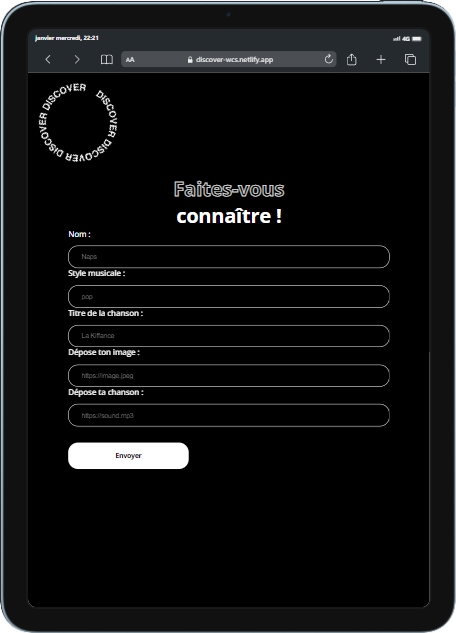 janvier mercredi, 22:21
4G
AA discover-wcs.netlify.app
DISCOVER DISCOVER DISCOVER DISCOVER DISCOVER
Faites-vous
connaître !
Nom :
Naps
Style musicale :
pop
Titre de la chanson :
La Kiffance
Dépose ton image :
https://image.jpeg
Dépose ta chanson :
https://sound.mp3
Envoyer